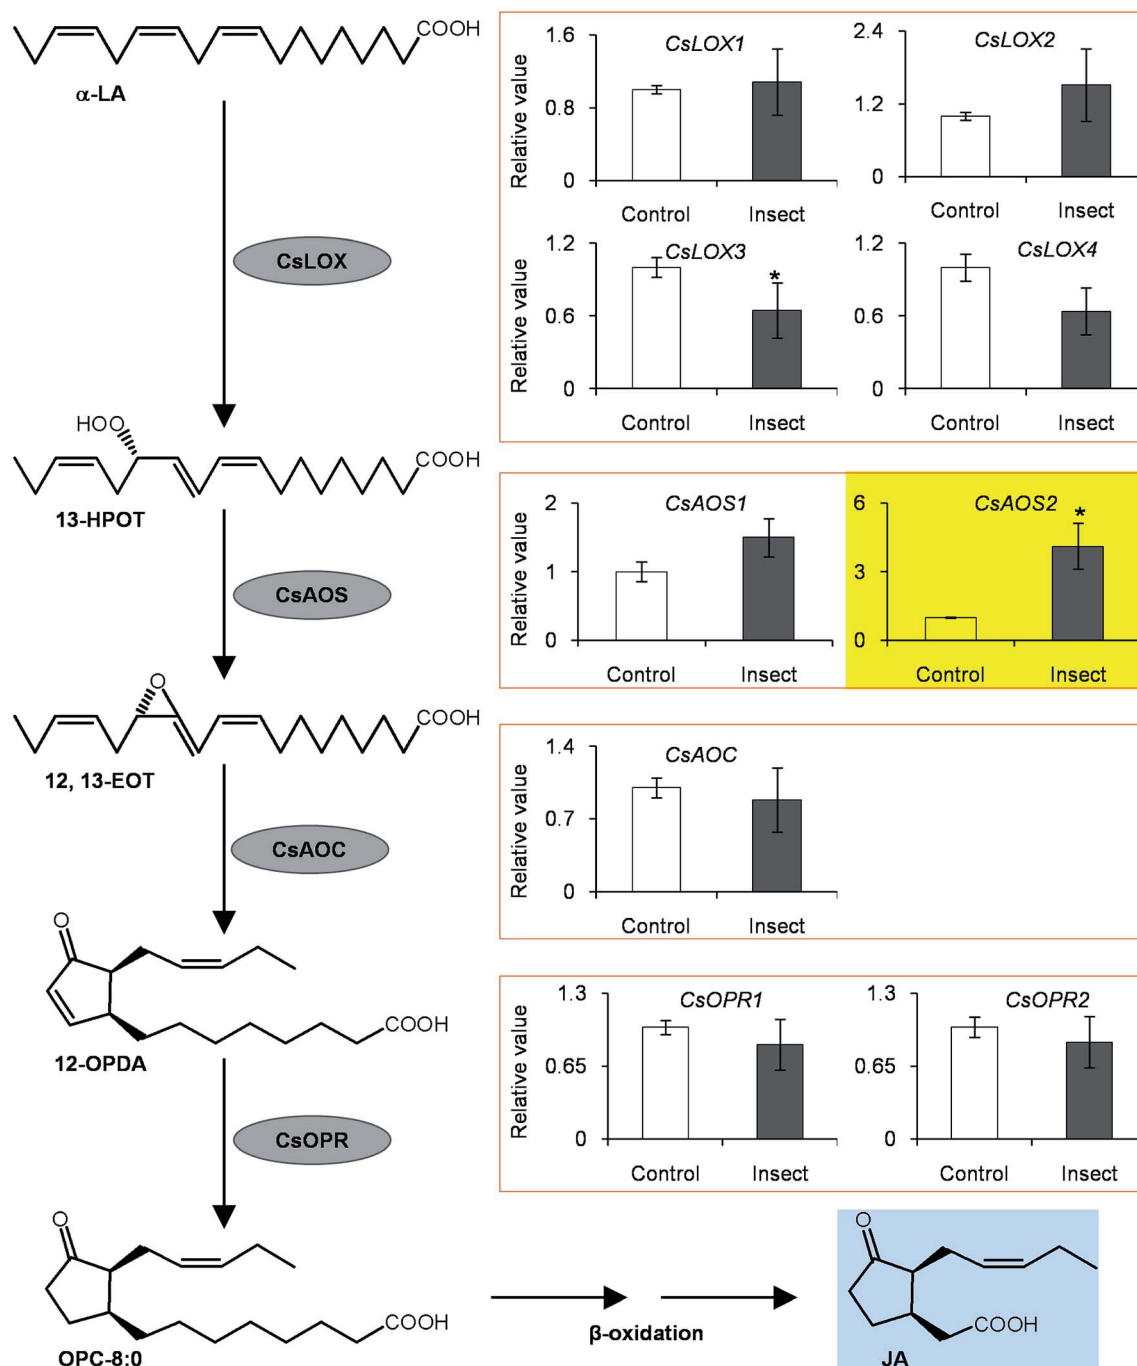 COOH
α-LA
CsLOX
HOO
COOH
13-HPOT
CsAOS
O
COOH
12, 13-EOT
CsAOC
O
COOH
12-OPDA
CsOPR
O
COOH
OPC-8:0
β-oxidation
O
COOH
JA
CsLOX1
Relative value
1.6
0.8
0
Control Insect
CsLOX2
2.4
1.2
0
Control Insect
CsLOX3
Relative value
1.2
0.6
0
*
Control Insect
CsLOX4
1.2
0.6
0
Control Insect
CsAOS1
Relative value
2
1
0
Control Insect
CsAOS2
6
3
0
*
Control Insect
CsAOC
Relative value
1.4
0.7
0
Control Insect
CsOPR1
Relative value
1.3
0.65
0
Control Insect
CsOPR2
1.3
0.65
0
Control Insect